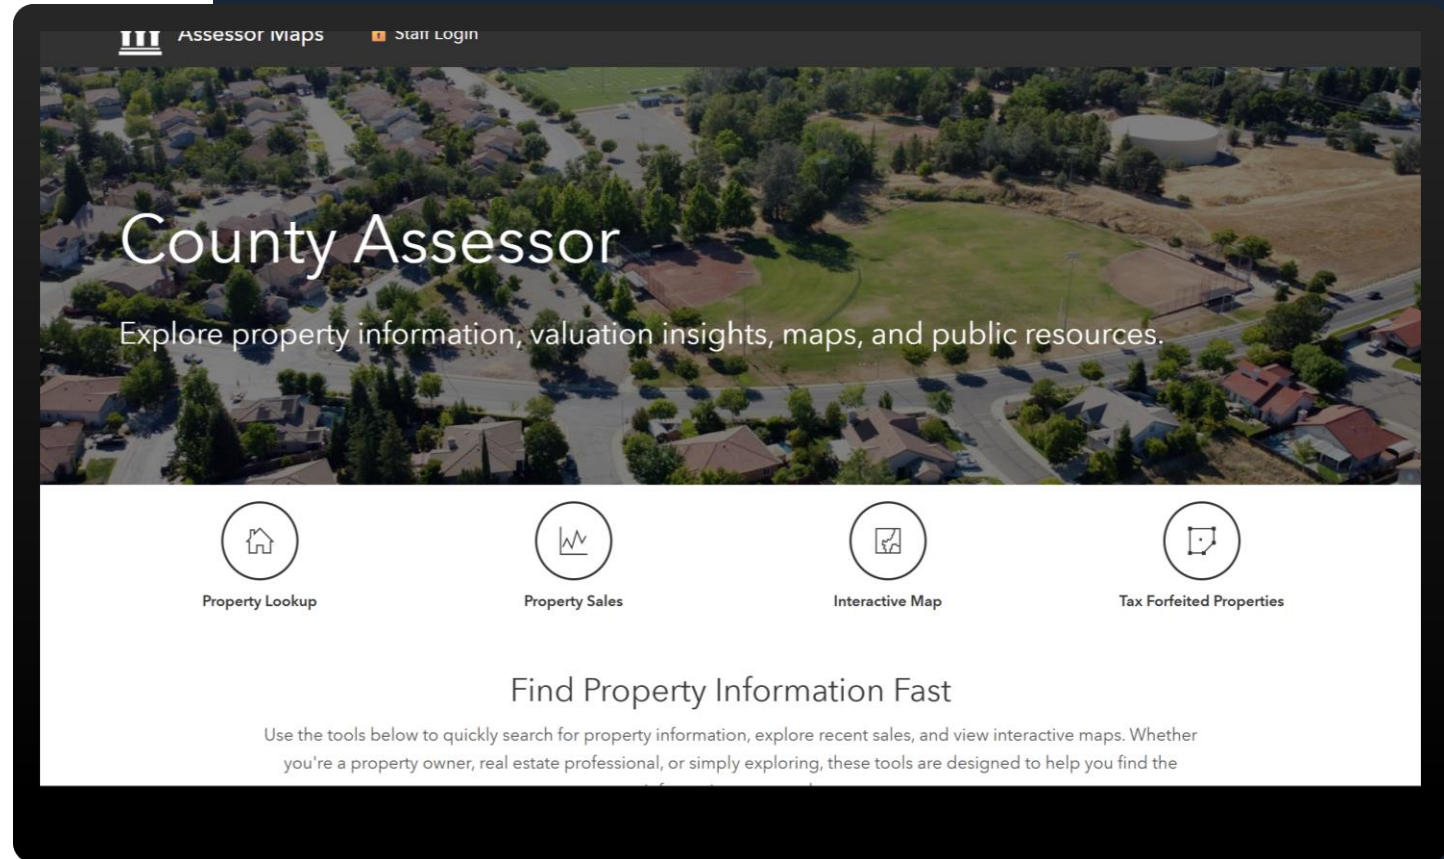 Assessor Maps
Staff Login
County Assessor
Explore property information, valuation insights, maps, and public resources.
Property Lookup
Property Sales
Interactive Map
Tax Forfeited Properties
Find Property Information Fast
Use the tools below to quickly search for property information, explore recent sales, and view interactive maps. Whether
you're a property owner, real estate professional, or simply exploring, these tools are designed to help you find the